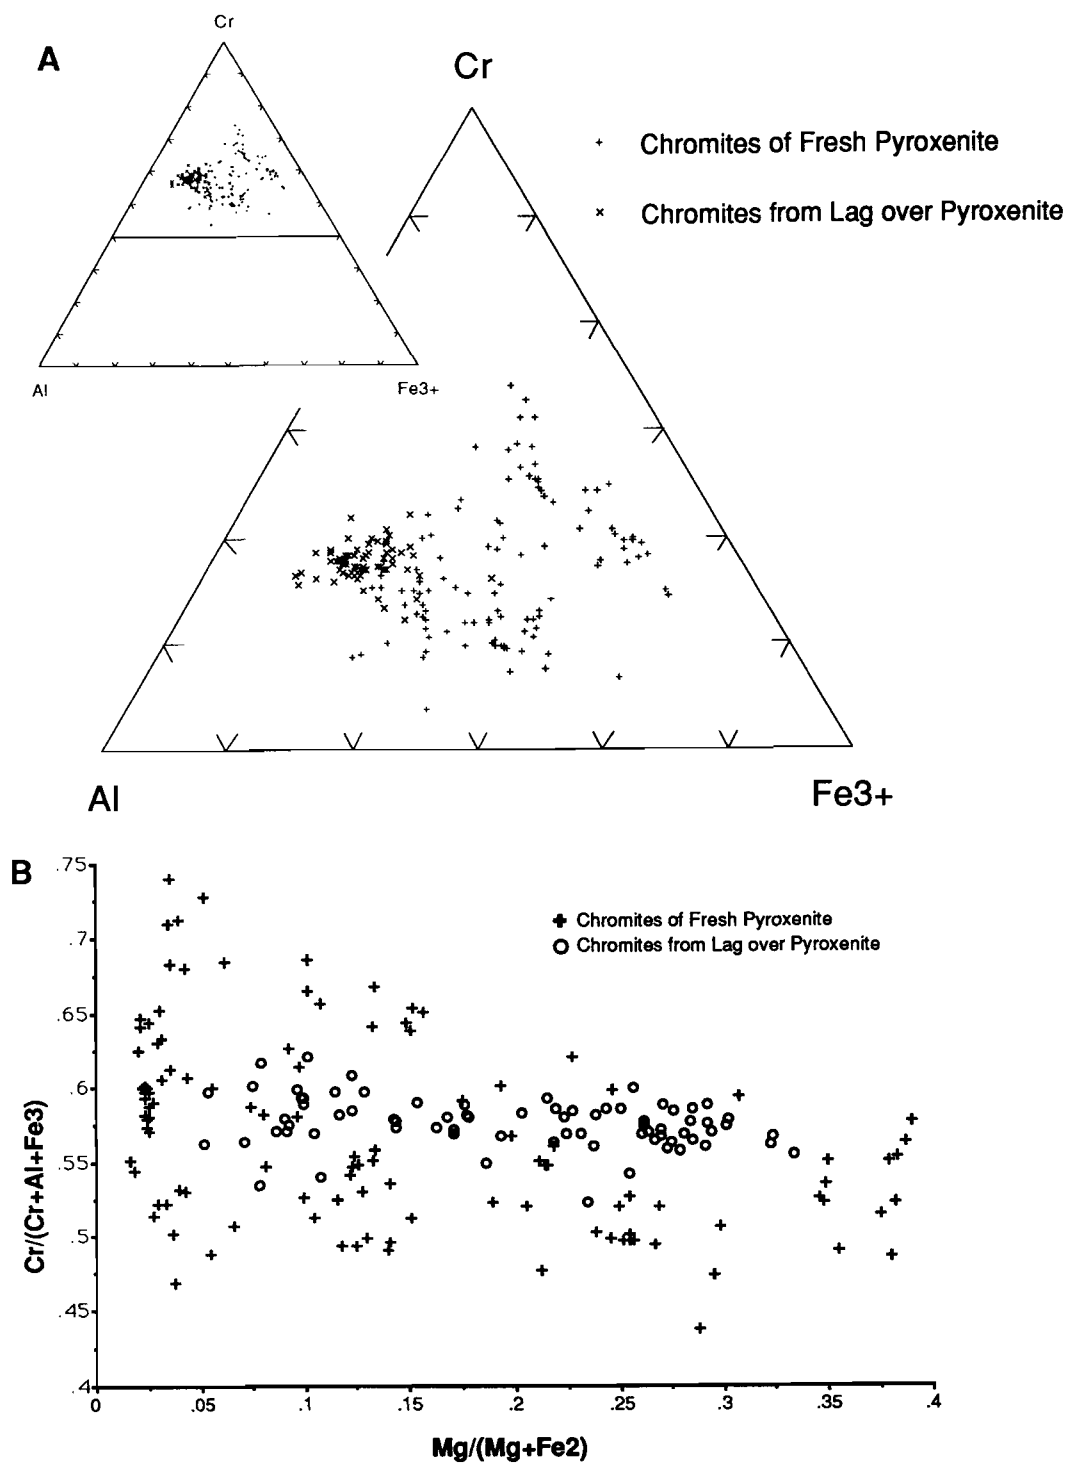 A
Cr
Al
Fe3+
Cr
Chromites of Fresh Pyroxenite
Chromites from Lag over Pyroxenite
Al
Fe3+
B
.75
.7
.65
.6
.55
.5
.45
.4
Cr/(Cr+Al+Fe3)
Chromites of Fresh Pyroxenite
Chromites from Lag over Pyroxenite
0
.05
.1
.15
.2
.25
.3
.35
.4
Mg/(Mg+Fe2)